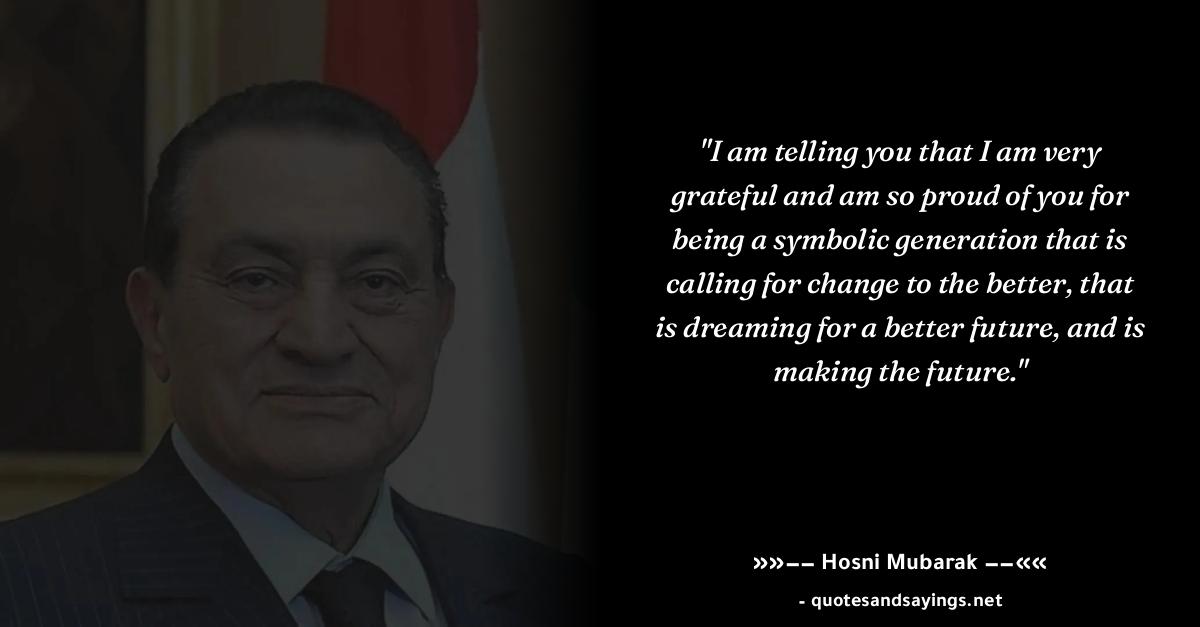 "I am telling you that I am very
grateful and am so proud of you for
being a symbolic generation that is
calling for change to the better, that
is dreaming for a better future, and is
making the future."
»»−− Hosni Mubarak −−««
- quotesandsayings.net